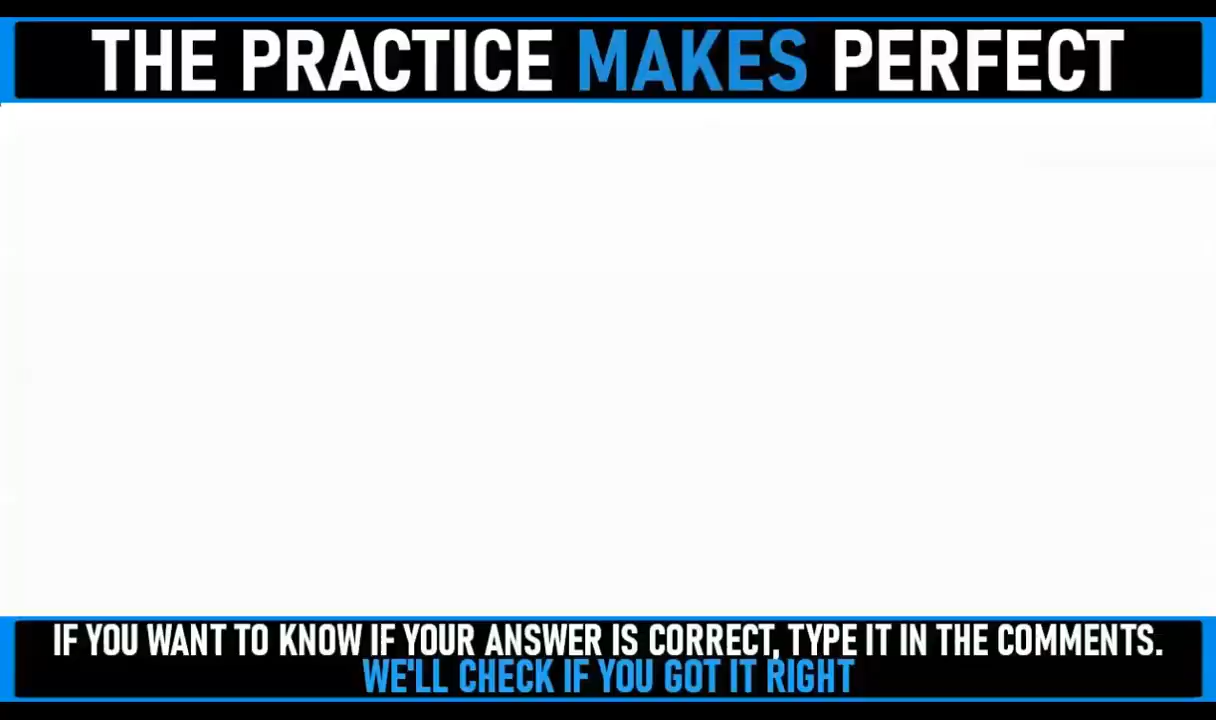 THE PRACTICE MAKES PERFECT
IF YOU WANT TO KNOW IF YOUR ANSWER IS CORRECT, TYPE IT IN THE COMMENTS.
WE'LL CHECK IF YOU GOT IT RIGHT